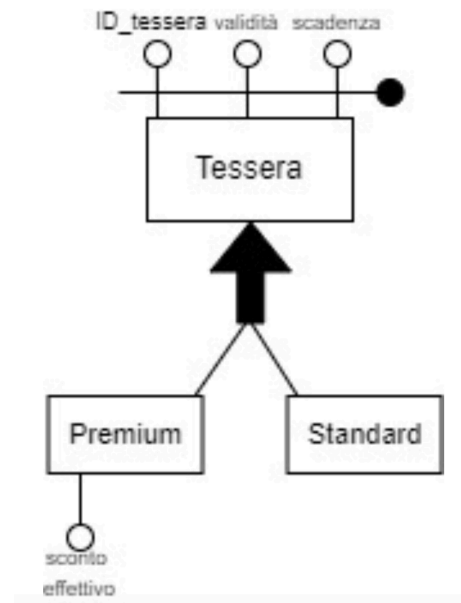 ID_tessera validità scadenza
Tessera
Premium
Standard
sconto
effettivo